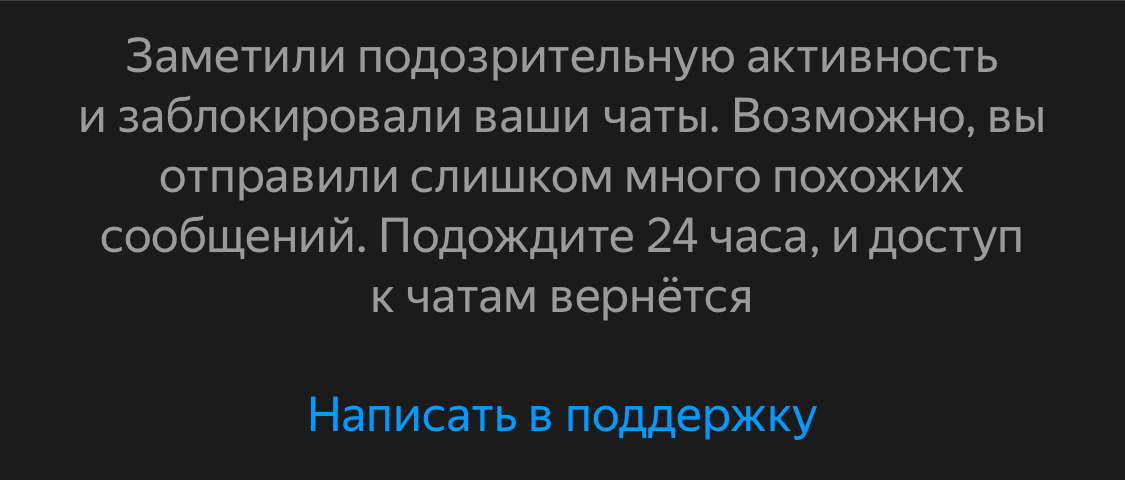 Заметили подозрительную активность
и заблокировали ваши чаты. Возможно, вы
отправили слишком много похожих
сообщений. Подождите 24 часа, и доступ
к чатам вернётся
Написать в поддержку